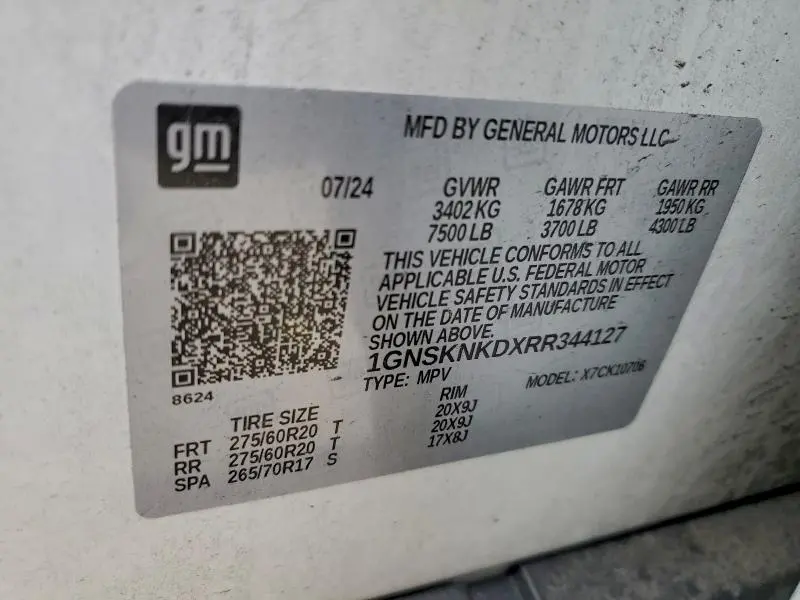 gm
MFD BY GENERAL MOTORS LLC
07/24 GVWR GAWR FRT GAWR RR
3402 KG 1678 KG 1950 KG
7500 LB 3700 LB 4300 LB
THIS VEHICLE CONFORMS TO ALL
APPLICABLE U.S. FEDERAL MOTOR
VEHICLE SAFETY STANDARDS IN EFFECT
ON THE DATE OF MANUFACTURE
SHOWN ABOVE.
1GNSKNKDXRR344127
TYPE: MPV MODEL: X7CK10706
8624
TIRE SIZE RIM
FRT 275/60R20 T 20X9J
RR 275/60R20 T 20X9J
SPA 265/70R17 S 17X8J